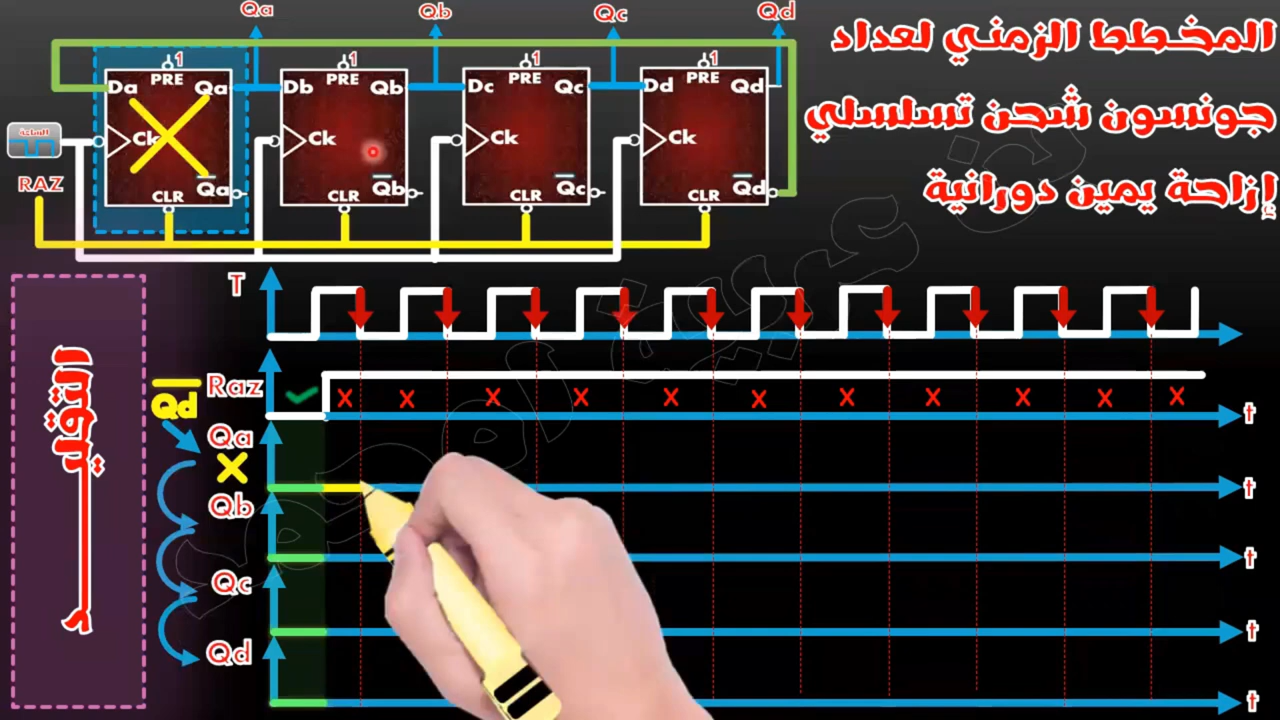 Qa Qb Qc Qd
المخطط الزمني لعداد
جونسون شحن تسلسلي
إزاحة يمين دورانية
1 1 1 1
PRE PRE PRE PRE
Da Qa Db Qb Dc Qc Dd Qd
الساعة
Ck Ck Ck Ck
RAZ
Q̅a Q̅b Q̅c Q̅d
CLR CLR CLR CLR
T
Raz
t
Q̅d
Qa
t
Qb
t
Qc
t
Qd
t